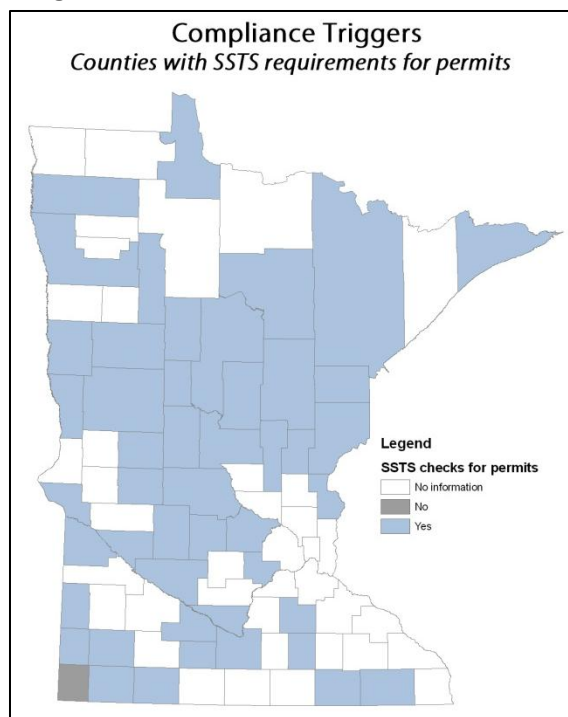 Compliance Triggers
Counties with SSTS requirements for permits
Legend
SSTS checks for permits
No information
No
Yes